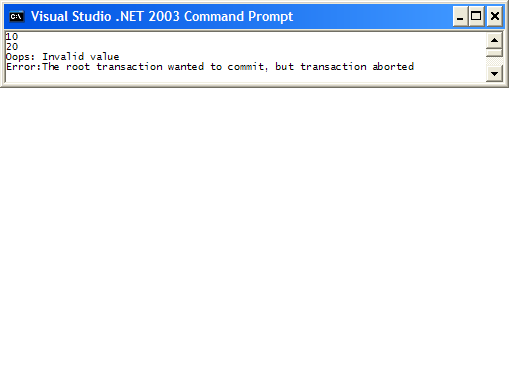 Visual Studio .NET 2003 Command Prompt
10
20
Oops: Invalid value
Error:The root transaction wanted to commit, but transaction aborted